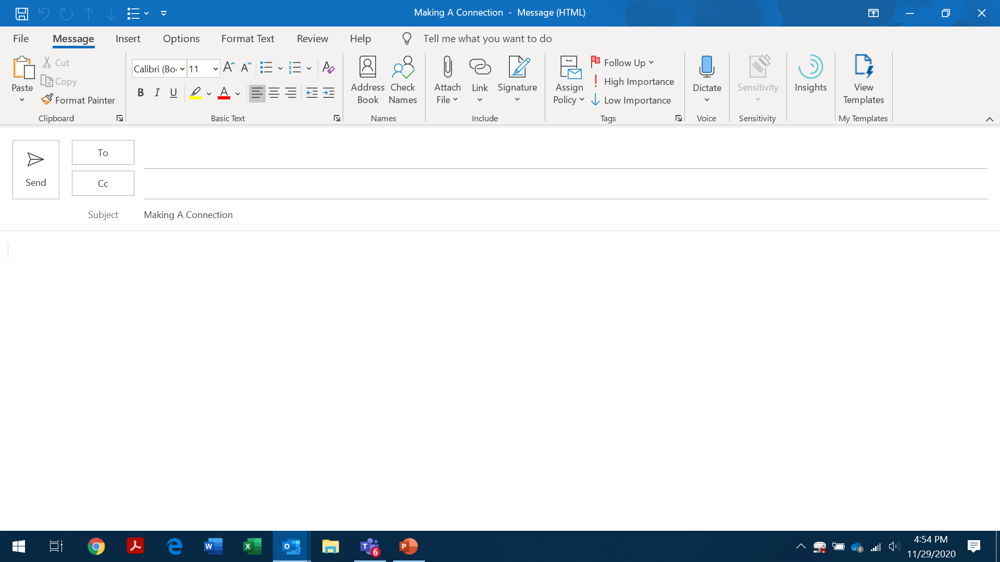 Making A Connection - Message (HTML)
File Message Insert Options Format Text Review Help Tell me what you want to do
Paste
Cut
Copy
Format Painter
Clipboard
Calibri (Bo 11
B I U
Basic Text
Address Book
Check Names
Names
Attach File
Link
Signature
Include
Assign Policy
Follow Up
High Importance
Low Importance
Tags
Dictate
Voice
Sensitivity
Sensitivity
Insights
View Templates
My Templates
Send
To
Cc
Subject Making A Connection
4:54 PM
11/29/2020